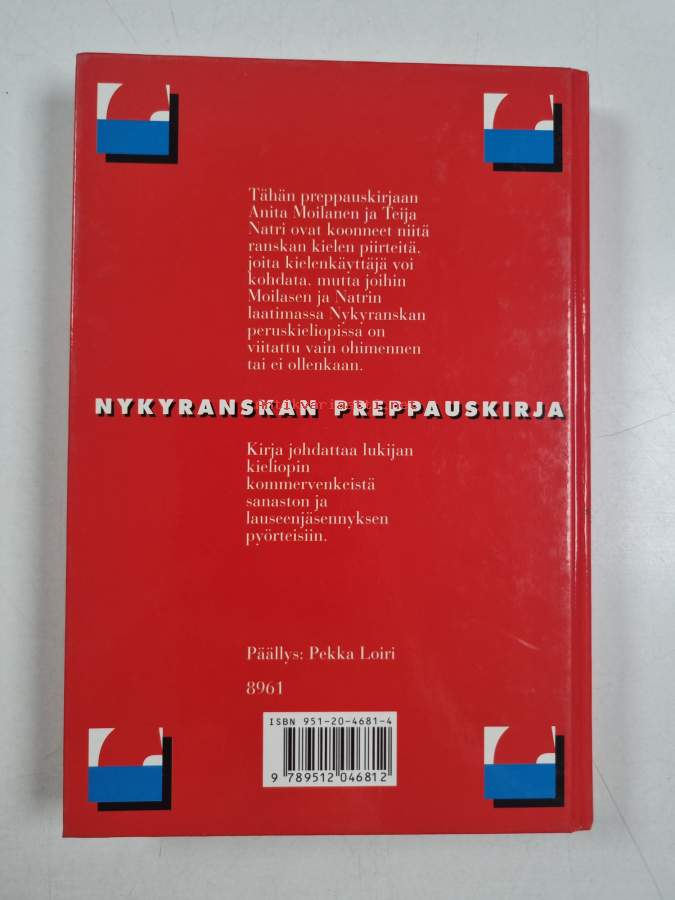 Tähän preppauskirjaan
Anita Moilanen ja Teija
Natri ovat koonneet niitä
ranskan kielen piirteitä,
joita kielenkäyttäjä voi
kohdata, mutta joihin
Moilasen ja Natrin
laatimassa Nykyranskan
peruskieliopissa on
viitattu vain ohimennen
tai ei ollenkaan.
Antikvariaatti.net
NYKYRANSKAN PREPPAUSKIRJA
Kirja johdattaa lukijan
kieliopin
kommervenkeistä
sanaston ja
lauseenjäsennyksen
pyörteisiin.
Päällys: Pekka Loiri
8961
ISBN 951-20-4681-4
9 789512 046812